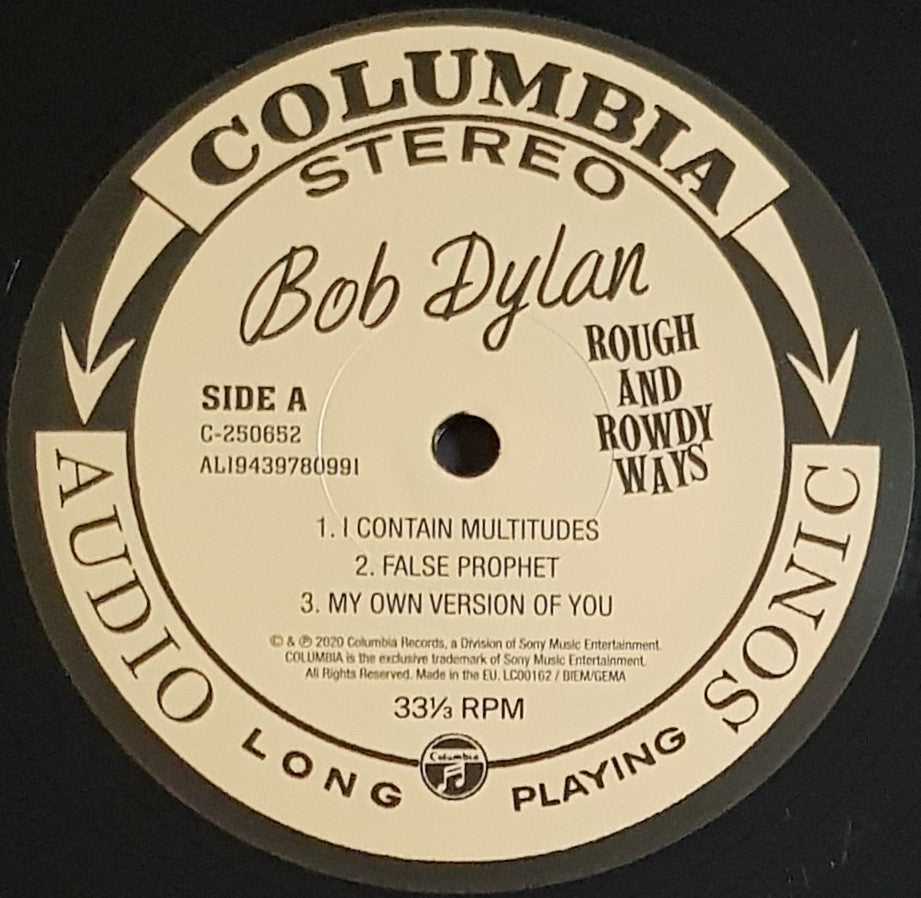 COLUMBIA
STEREO
Bob Dylan
ROUGH
AND
ROWDY
WAYS
SIDE A
C-250652
AL19439780991
1. I CONTAIN MULTITUDES
2. FALSE PROPHET
3. MY OWN VERSION OF YOU
© & ℗ 2020 Columbia Records, a Division of Sony Music Entertainment.
COLUMBIA is the exclusive trademark of Sony Music Entertainment.
All Rights Reserved. Made in the EU. LC00162 / BIEM/GEMA
33⅓ RPM
AUDIO
LONG
Columbia
PLAYING
SONIC